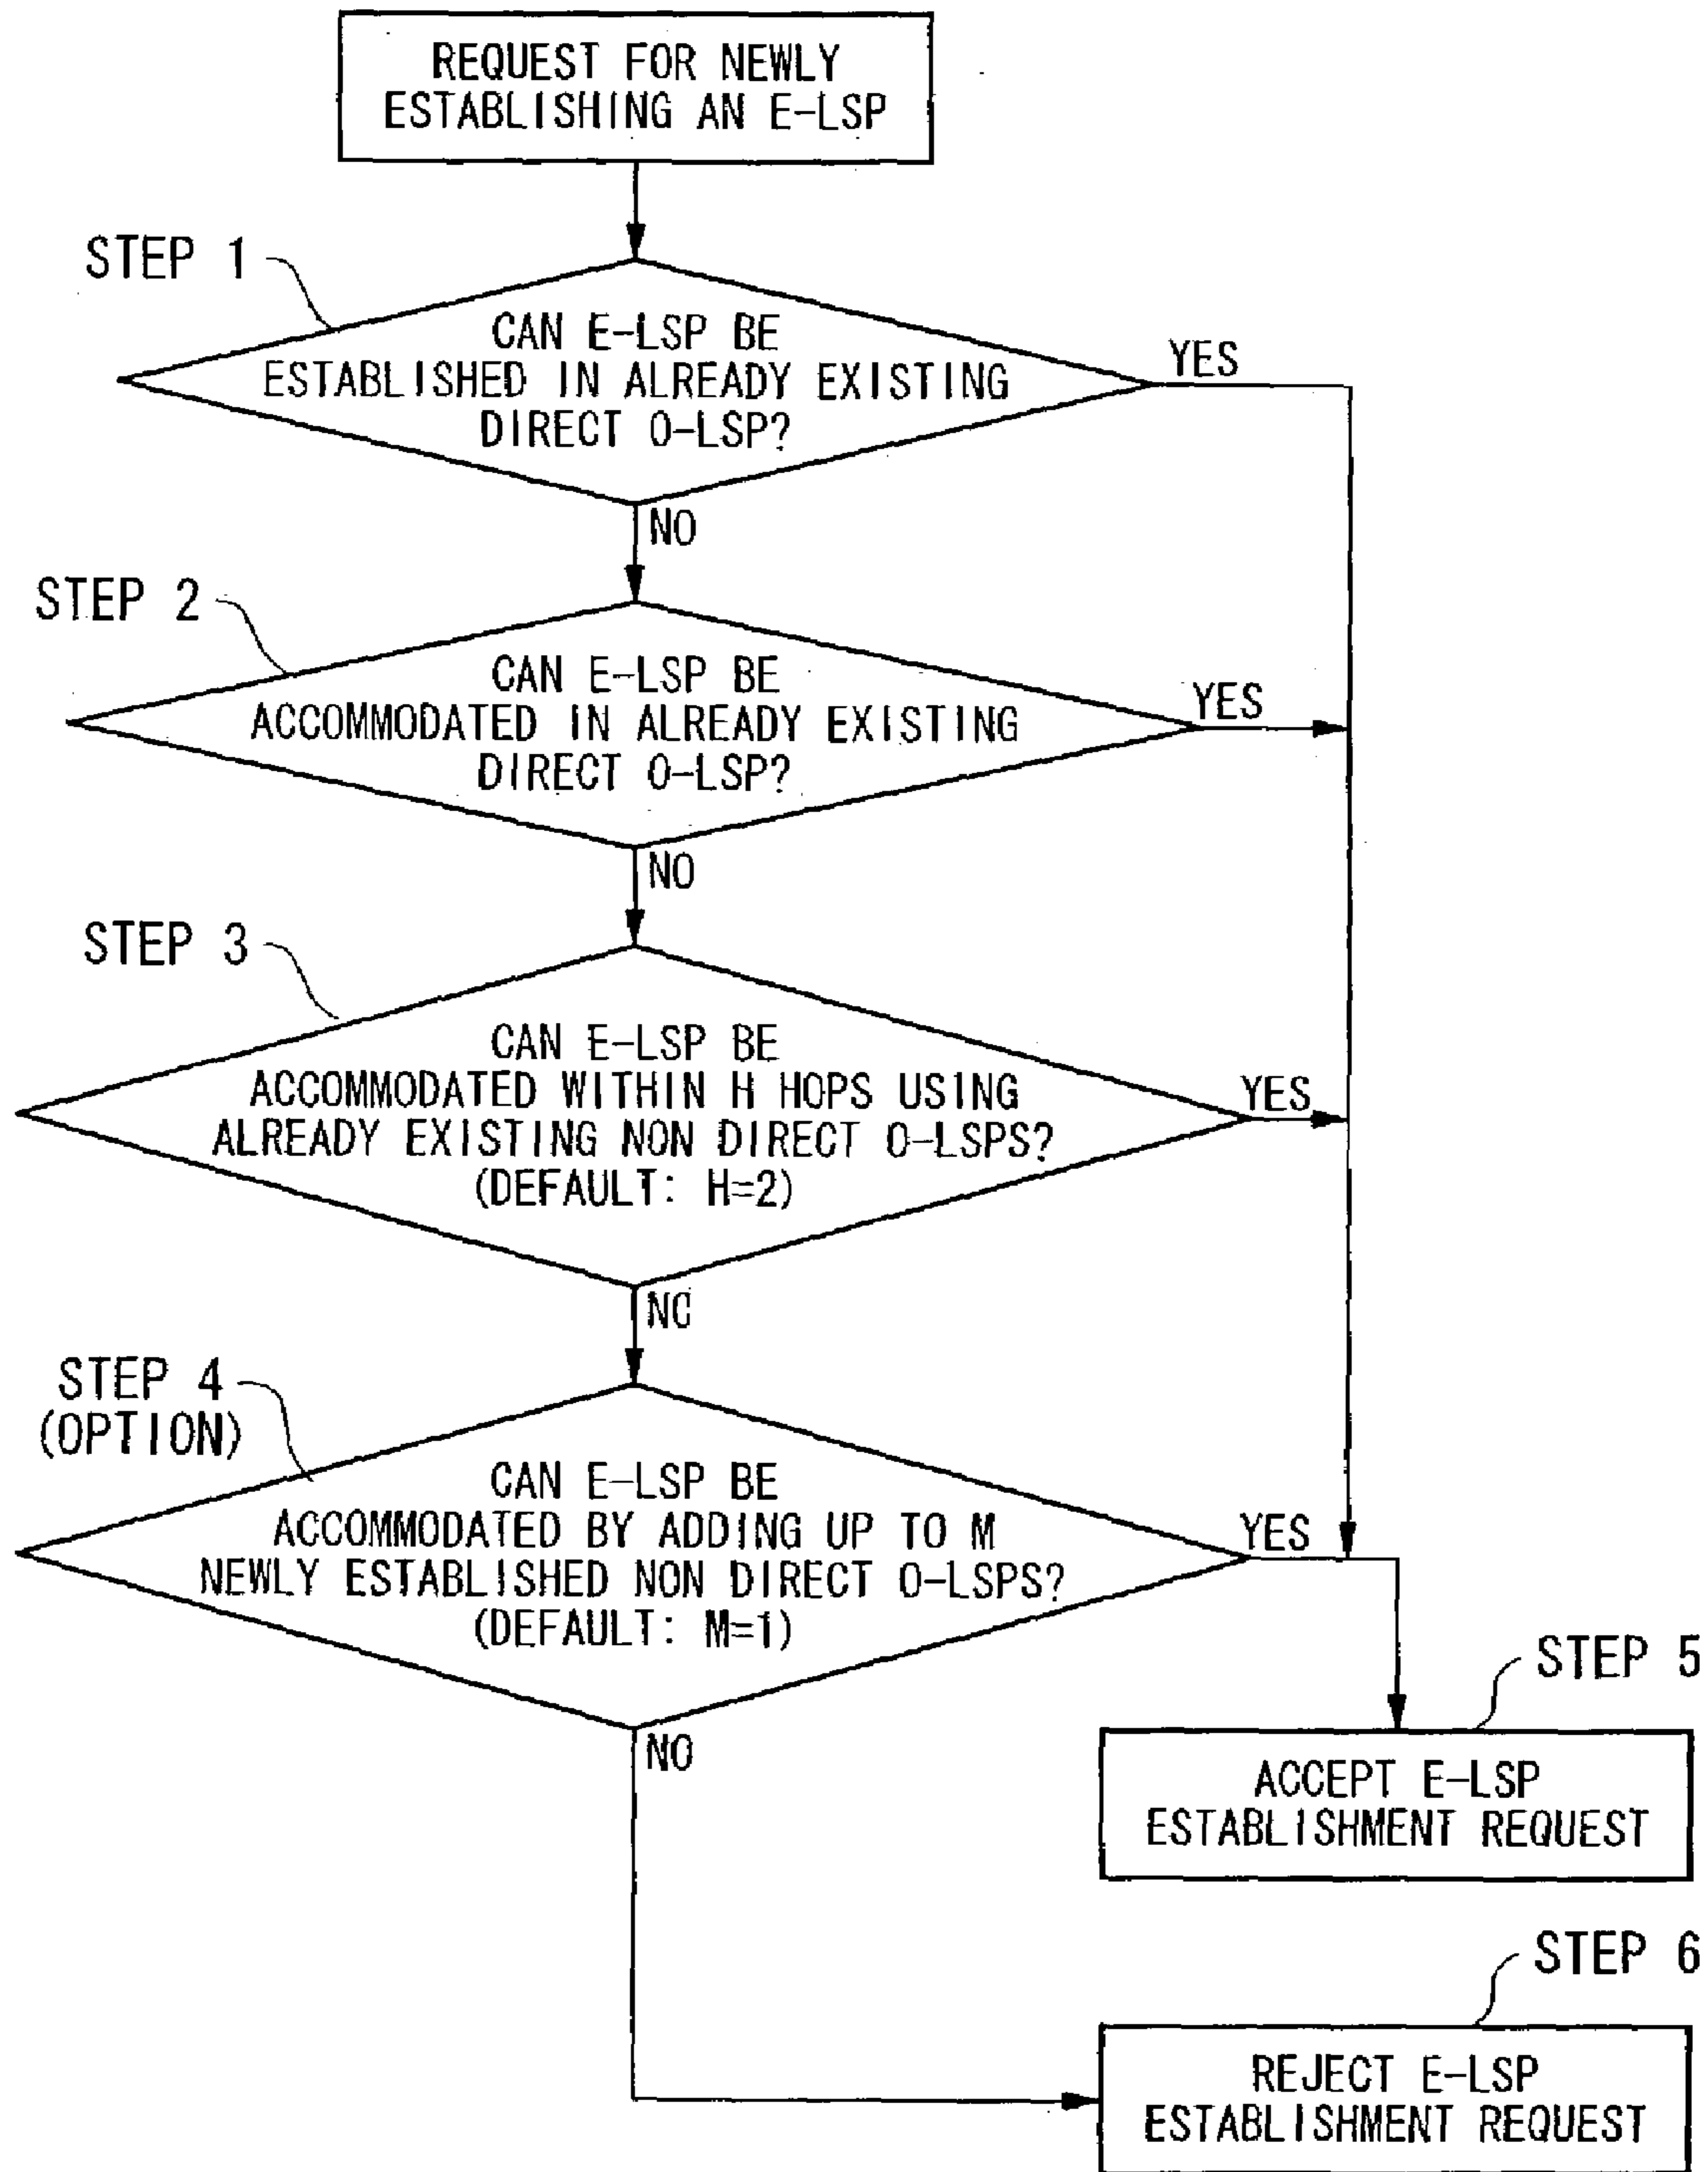 REQUEST FOR NEWLY
ESTABLISHING AN E-LSP
STEP 1
CAN E-LSP BE
ESTABLISHED IN ALREADY EXISTING
DIRECT O-LSP?
YES
NO
STEP 2
CAN E-LSP BE
ACCOMMODATED IN ALREADY EXISTING
DIRECT O-LSP?
YES
NO
STEP 3
CAN E-LSP BE
ACCOMMODATED WITHIN H HOPS USING
ALREADY EXISTING NON DIRECT O-LSPS?
(DEFAULT: H=2)
YES
NO
STEP 4
(OPTION)
CAN E-LSP BE
ACCOMMODATED BY ADDING UP TO M
NEWLY ESTABLISHED NON DIRECT O-LSPS?
(DEFAULT: M=1)
YES
NO
STEP 5
ACCEPT E-LSP
ESTABLISHMENT REQUEST
STEP 6
REJECT E-LSP
ESTABLISHMENT REQUEST